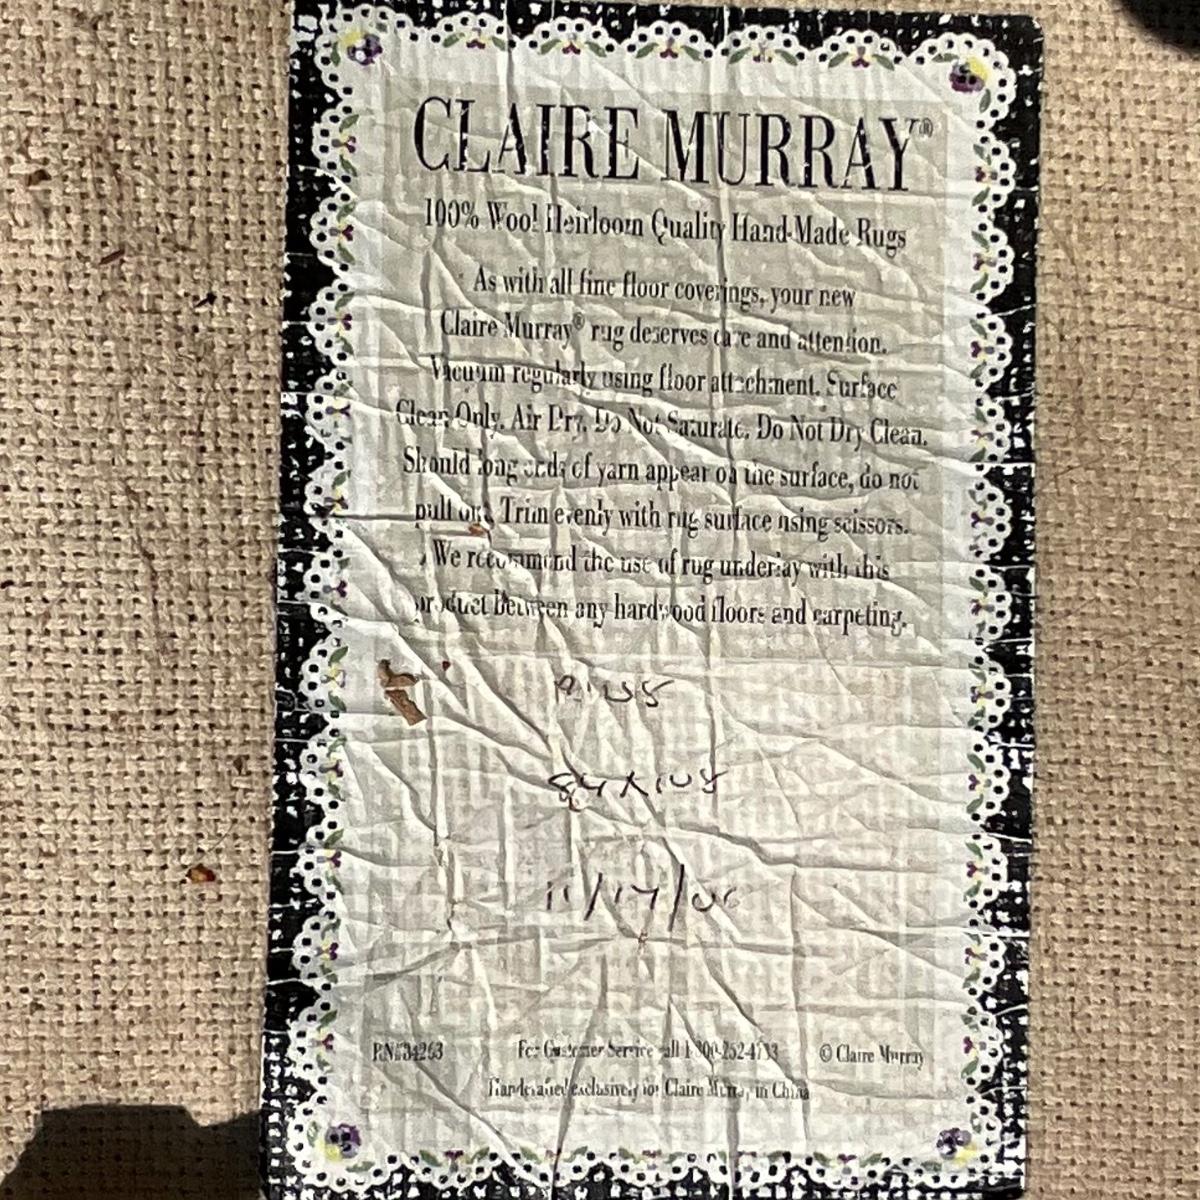 CLAIRE MURRAY®
100% Wool Heirloom Quality Hand-Made Rugs
As with all fine floor coverings, your new
Claire Murray® rug deserves care and attention.
Vacuum regularly using floor attachment. Surface
Clean Only. Air Dry. Do Not Saturate. Do Not Dry Clean.
Should long ends of yarn appear on the surface, do not
pull out. Trim evenly with rug surface using scissors.
We recommend the use of rug underlay with this
product between any hardwood floors and carpeting.
11/17/06
For Customer Service call
© Claire Murray
Handcrafted exclusively for Claire Murray in China